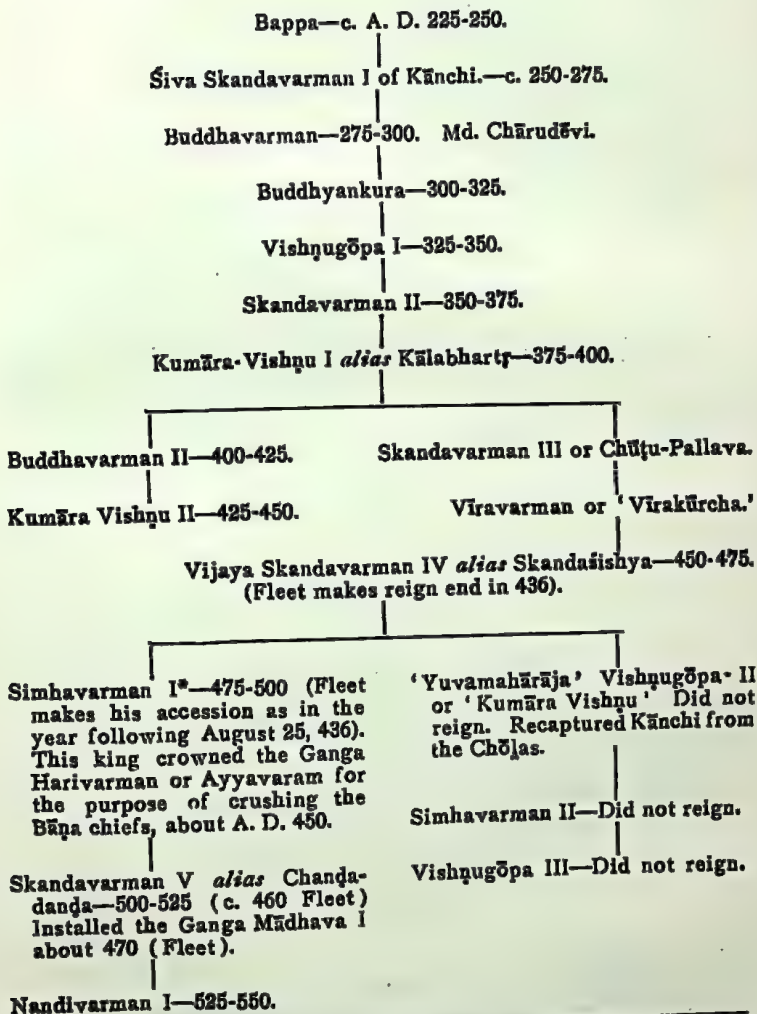 Bappa—c. A. D. 225-250.
Śiva Skandavarman I of Kānchi.—c. 250-275.
Buddhavarman—275-300. Md. Chārudēvi.
Buddhyankura—300-325.
Vishṇugōpa I—325-350.
Skandavarman II—350-375.
Kumāra-Vishṇu I alias Kālabhartṛ—375-400.
Buddhavarman II—400-425.
Skandavarman III or Chūṭu-Pallava.
Kumāra Vishṇu II—425-450.
Vīravarman or 'Vīrakūrcha.'
Vijaya Skandavarman IV alias Skandaśishya—450-475.
(Fleet makes reign end in 436).
Simhavarman I*—475-500 (Fleet
makes his accession as in the
year following August 25, 436).
This king crowned the Ganga
Harivarman or Ayyavaram for
the purpose of crushing the
Bāṇa chiefs, about A. D. 450.
'Yuvamahārāja' Vishṇugōpa-II
or 'Kumāra Vishṇu' Did not
reign. Recaptured Kānchi from
the Chōḷas.
Simhavarman II—Did not reign.
Vishṇugōpa III—Did not reign.
Skandavarman V alias Chaṇḍa-
danḍa—500-525 (c. 460 Fleet)
Installed the Ganga Mādhava I
about 470 (Fleet).
Nandivarman I—525-550.